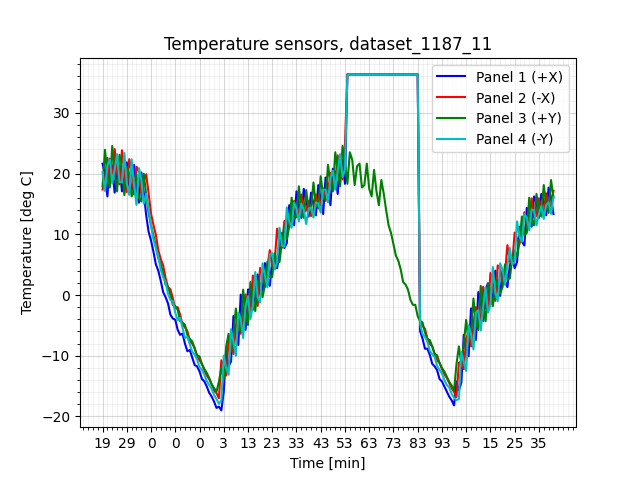 Temperature sensors, dataset_1187_11
Panel 1 (+X)
Panel 2 (-X)
Panel 3 (+Y)
Panel 4 (-Y)
Temperature [deg C]
30
20
10
0
−10
−20
19 29 0 0 0 3 13 23 33 43 53 63 73 83 93 5 15 25 35
Time [min]